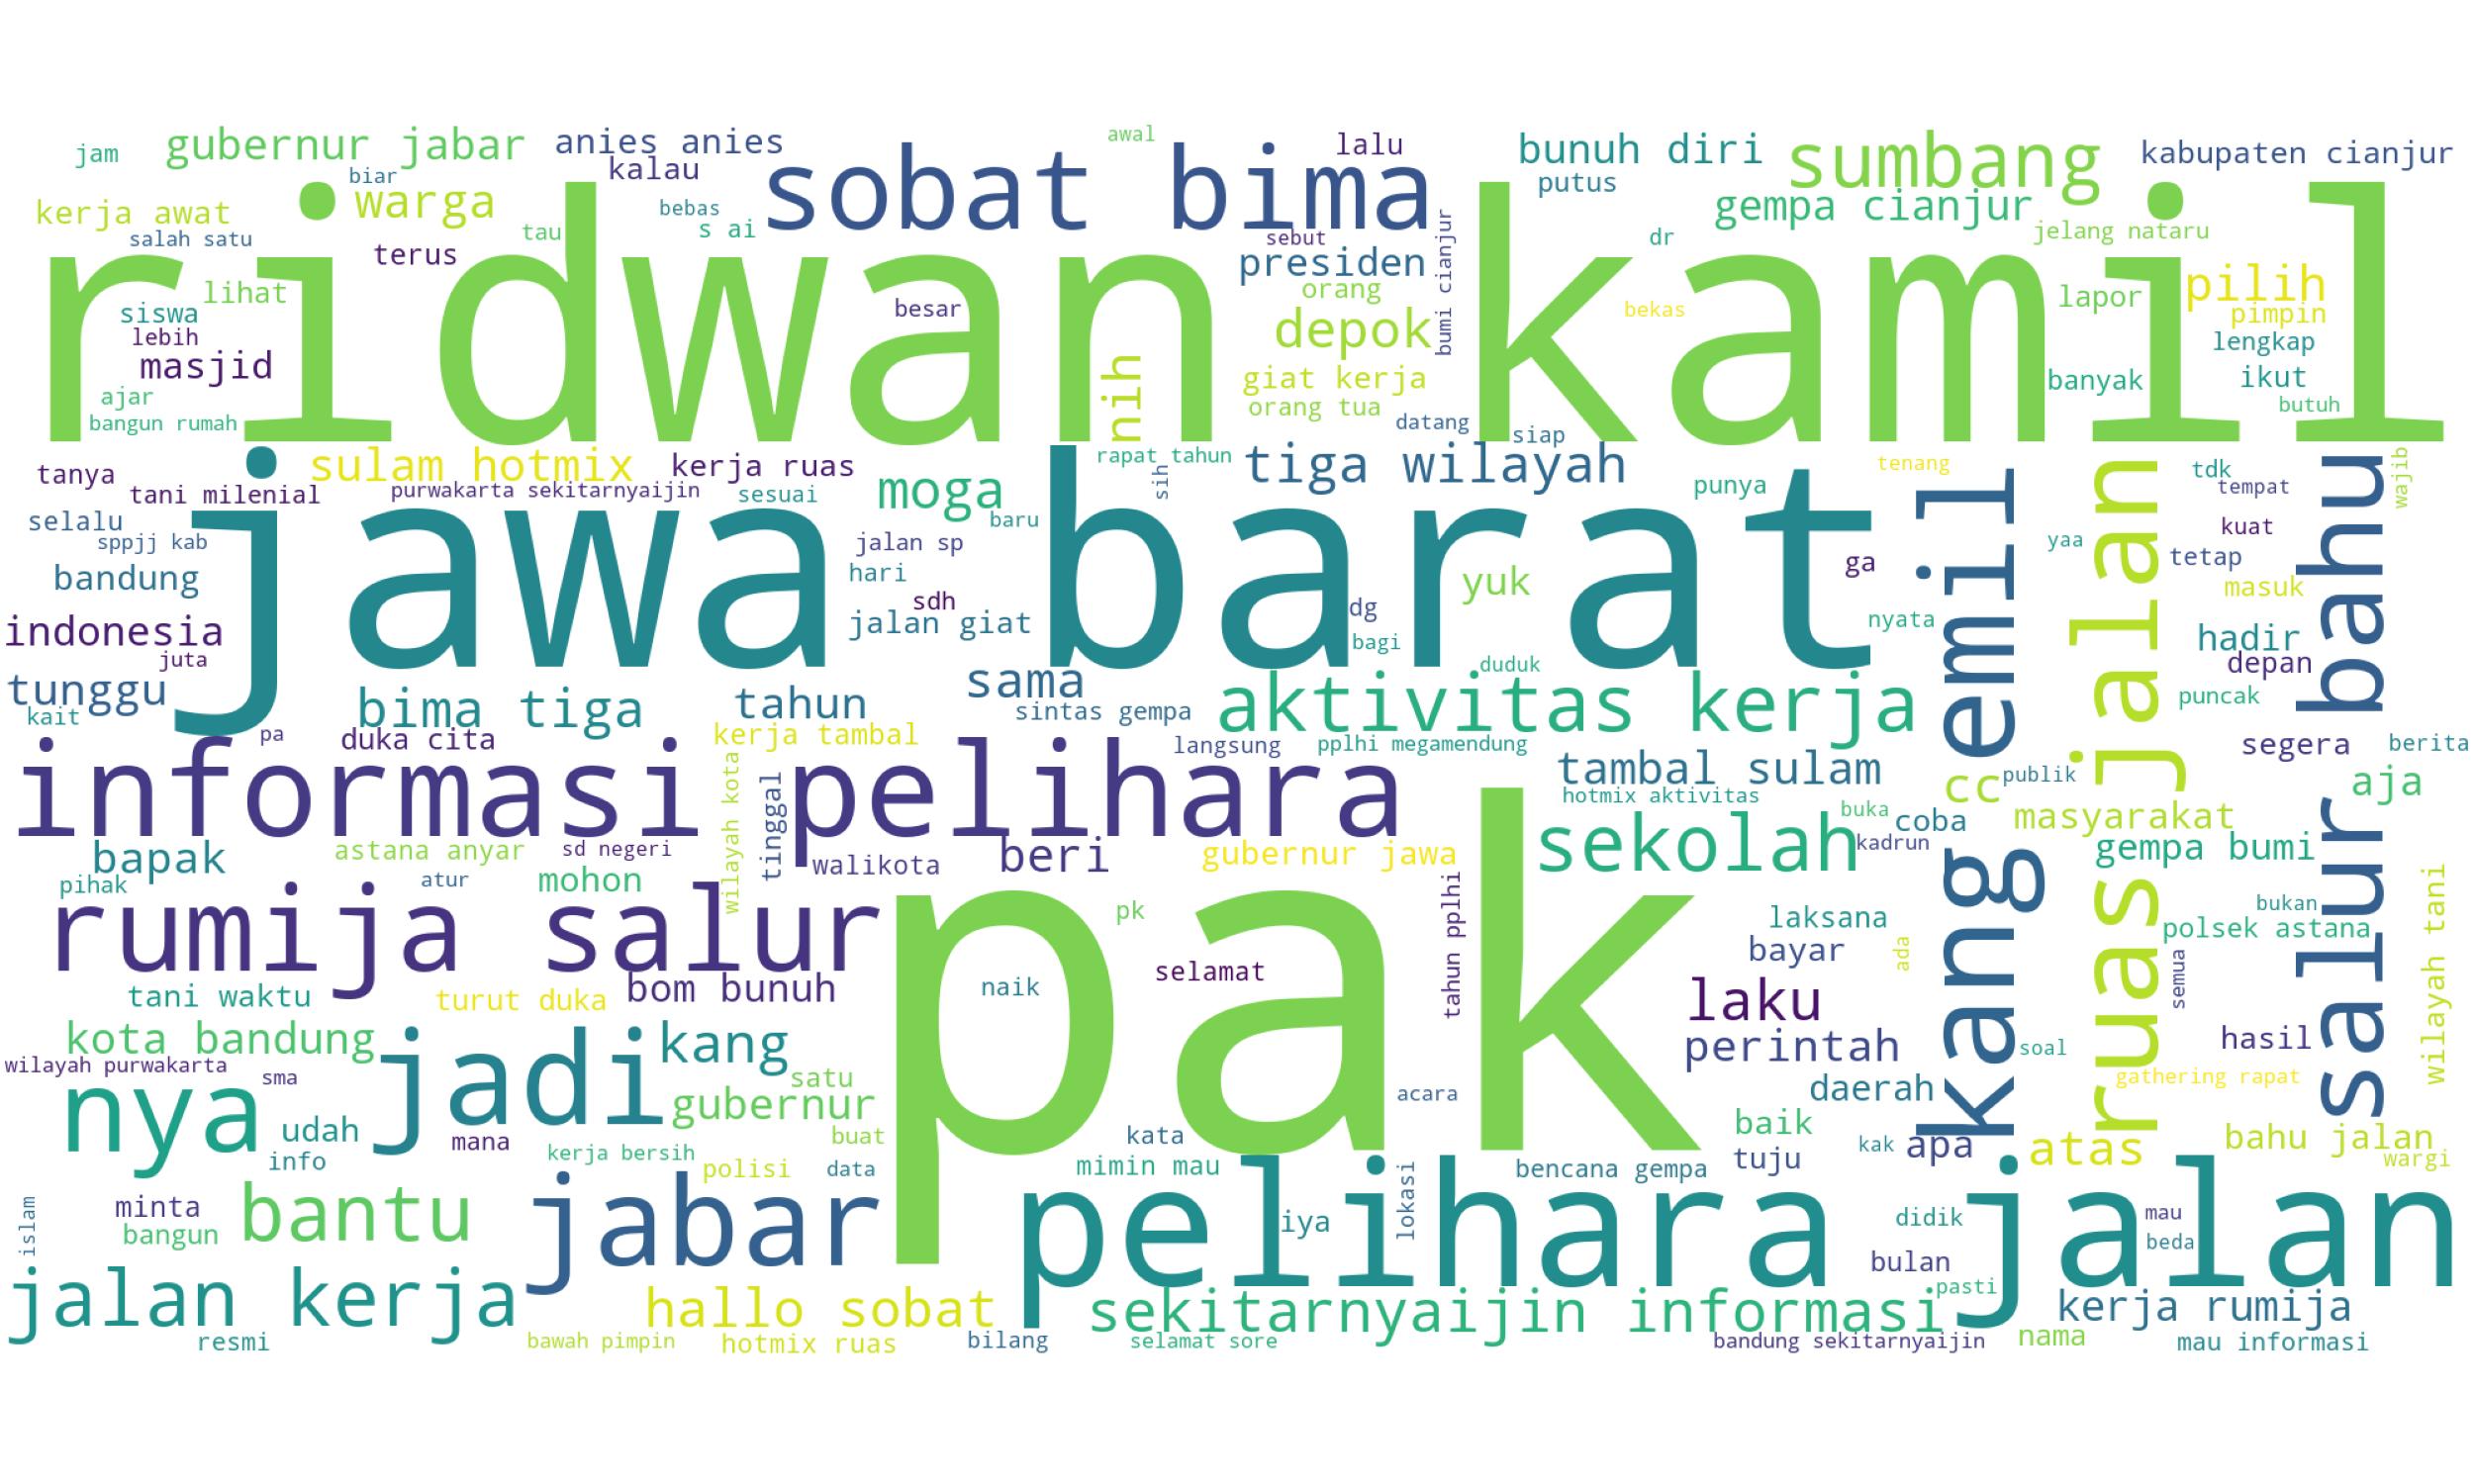 awal
jam
gubernur jabar
anies anies
kalau
lalu
bunuh diri
sumbang
kabupaten cianjur
biar
sobat bima
putus
kerja awat
warga
bebas
gempa cianjur
salah satu
tau
s ai
sebut
dr
jelang nataru
terus
presiden
bumi cianjur
ridwan kamil
lihat
siswa
besar
orang
bekas
lapor
pilih
pimpin
lebih
depok
lengkap
masjid
nih
giat kerja
banyak
ikut
ajar
orang tua
butuh
bangun rumah
datang
siap
tanya
sulam hotmix
kerja ruas
rapat tahun
tiga wilayah
tenang
tdk
wajib
tani milenial
purwakarta sekitarnyaijin
sesuai
moga
sih
punya
tempat
selalu
baru
kuat
sppjj kab
jalan sp
yaa
tetap
jawa barat
bandung
hari
yuk
ga
masuk
sdh
dg
indonesia
jalan giat
nyata
hadir
juta
bagi
depan
tunggu
sama
duduk
puncak
kait
bima tiga
tahun
sintas gempa
aktivitas kerja
kang emil
ruas jalan
salur bahu
pa
duka cita
kerja tambal
langsung
pplhi megamendung
segera
berita
informasi
pelihara
tambal sulam
cc
publik
aja
wilayah kota
tinggal
hotmix aktivitas
buka
coba
masyarakat
bapak
astana anyar
sd negeri
walikota
beri
gubernur jawa
sekolah
kadrun
gempa bumi
pihak
atur
mohon
tahun pplhi
wilayah tani
rumija salur
pk
laksana
bukan
polsek astana
pak
bayar
ada
semua
tani waktu
turut duka
bom bunuh
naik
selamat
laku
kota bandung
jadi
kang
perintah
soal
hasil
wilayah purwakarta
sma
satu
gathering rapat
nya
gubernur
acara
daerah
udah
mana
buat
kata
baik
kak
apa
atas
bahu jalan
info
kerja bersih
polisi
data
mimin mau
lokasi
bencana gempa
tuju
wargi
islam
minta
bantu
jabar
pelihara jalan
bangun
iya
didik
mau
beda
bulan
jalan kerja
hallo sobat
sekitarnyaijin informasi
pasti
kerja rumija
resmi
bawah pimpin
hotmix ruas
bilang
selamat sore
bandung sekitarnyaijin
nama
mau informasi